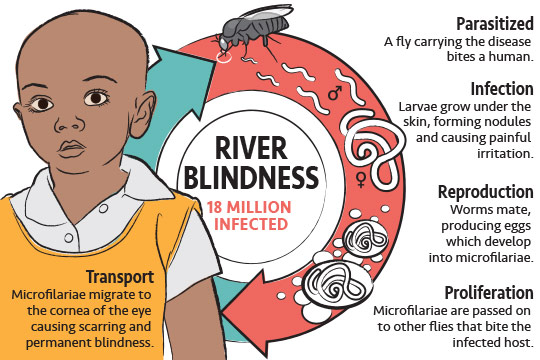 RIVER
BLINDNESS
18 MILLION
INFECTED
Parasitized
A fly carrying the disease
bites a human.
Infection
Larvae grow under the
skin, forming nodules
and causing painful
irritation.
♂
♀
Reproduction
Worms mate,
producing eggs
which develop
into microfilariae.
Proliferation
Microfilariae are passed on
to other flies that bite the
infected host.
Transport
Microfilariae migrate to
the cornea of the eye
causing scarring and
permanent blindness.